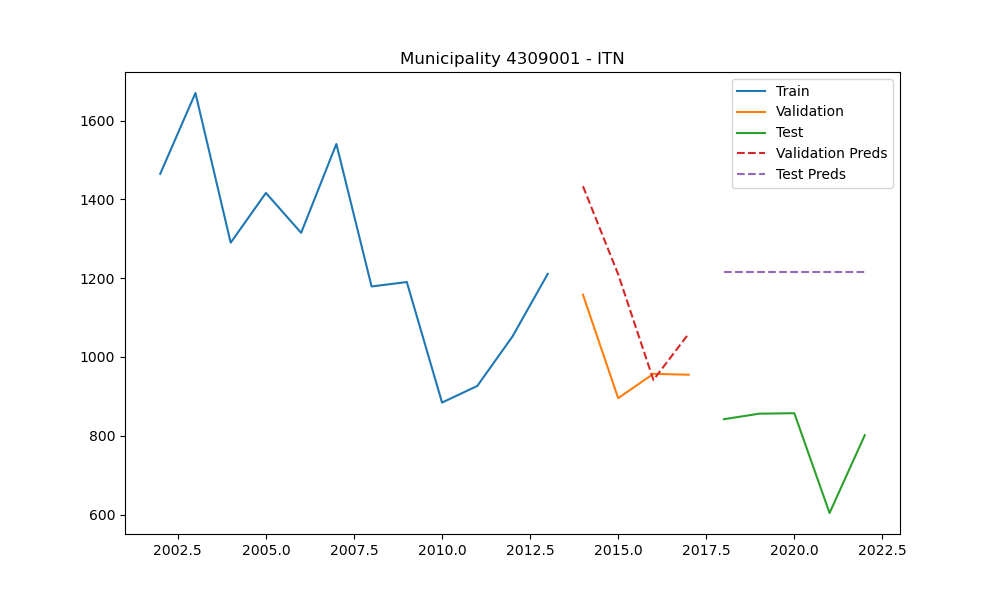 Municipality 4309001 - ITN
Train
Validation
Test
Validation Preds
Test Preds
1600
1400
1200
1000
800
600
2002.5 2005.0 2007.5 2010.0 2012.5 2015.0 2017.5 2020.0 2022.5